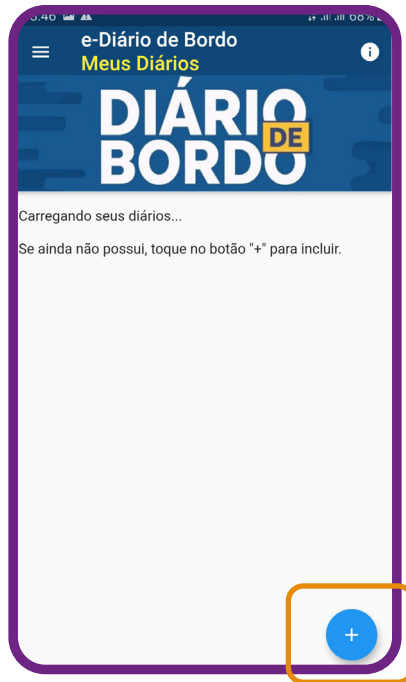 e-Diário de Bordo
Meus Diários
DIÁRIO
DE
BORDO
Carregando seus diários...
Se ainda não possui, toque no botão "+" para incluir.
+